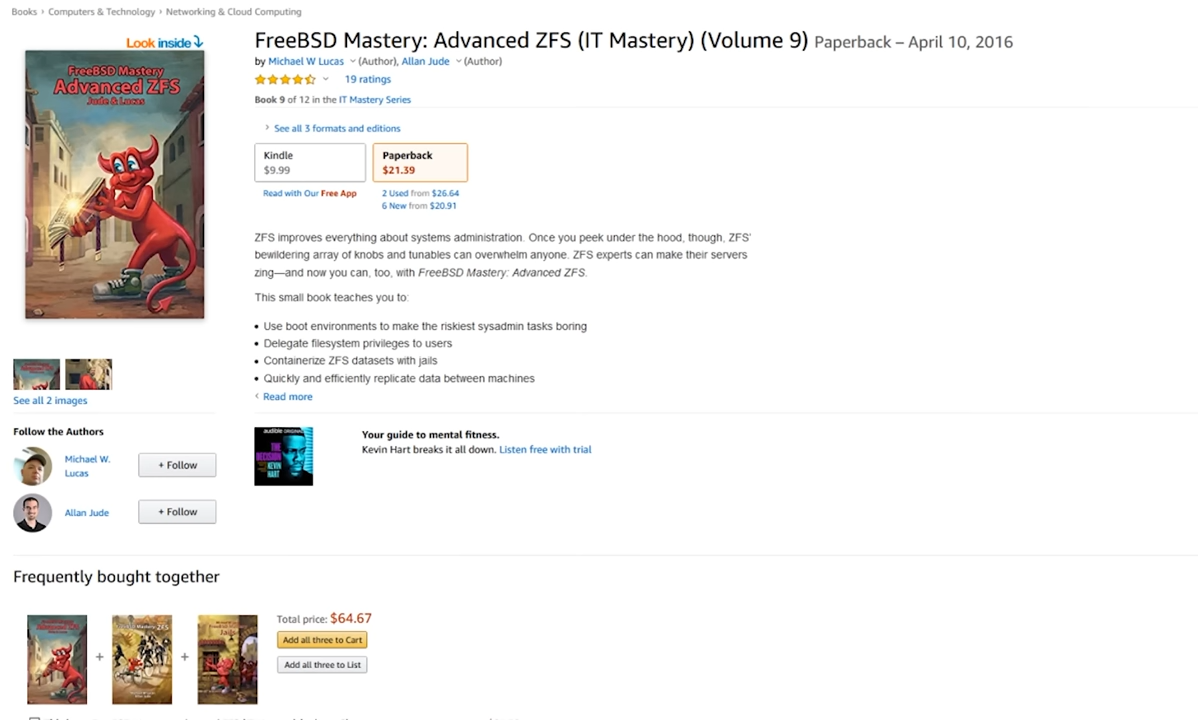 Books › Computers & Technology › Networking & Cloud Computing
Look inside
FreeBSD Mastery
Advanced ZFS
Jude & Lucas
FreeBSD Mastery: Advanced ZFS (IT Mastery) (Volume 9) Paperback – April 10, 2016
by Michael W Lucas (Author), Allan Jude (Author)
19 ratings
Book 9 of 12 in the IT Mastery Series
› See all 3 formats and editions
Kindle
$9.99
Paperback
$21.39
Read with Our Free App
2 Used from $26.64
6 New from $20.91
ZFS improves everything about systems administration. Once you peek under the hood, though, ZFS'
bewildering array of knobs and tunables can overwhelm anyone. ZFS experts can make their servers
zing—and now you can, too, with FreeBSD Mastery: Advanced ZFS.
This small book teaches you to:
• Use boot environments to make the riskiest sysadmin tasks boring
• Delegate filesystem privileges to users
• Containerize ZFS datasets with jails
• Quickly and efficiently replicate data between machines
‹ Read more
See all 2 images
Follow the Authors
Michael W.
Lucas
+ Follow
Allan Jude
+ Follow
audible ORIGINAL
THE
DECISION
KEVIN
HART
Your guide to mental fitness.
Kevin Hart breaks it all down. Listen free with trial
Frequently bought together
+
+
Total price: $64.67
Add all three to Cart
Add all three to List